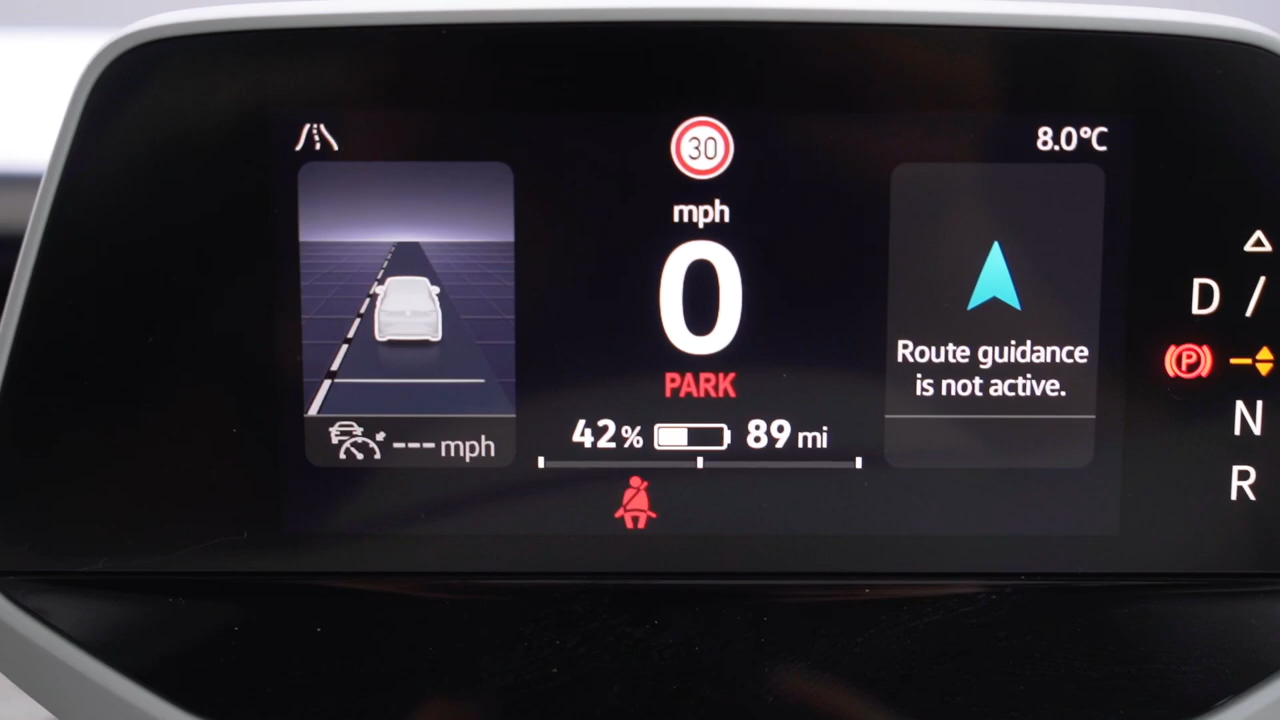 30
8.0°C
mph
0
D /
Route guidance
is not active.
P
PARK
N
42% 89 mi
--- mph
R